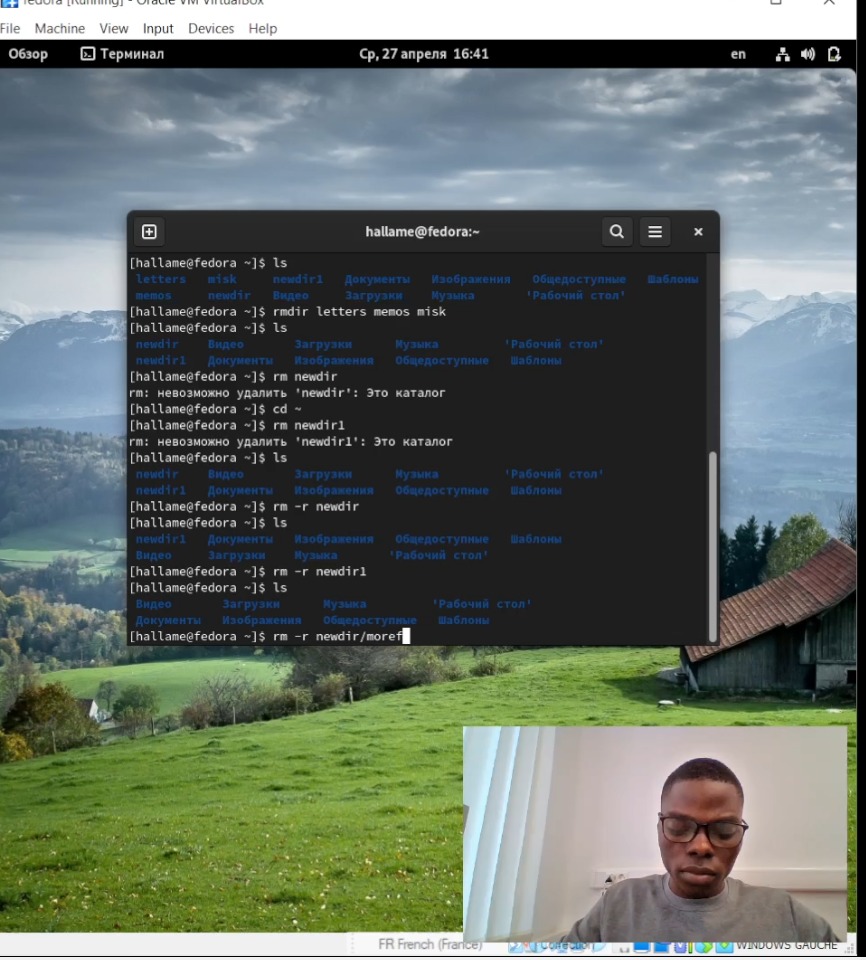 fedora [Running] - Oracle VM VirtualBox
File Machine View Input Devices Help
Обзор Терминал Ср, 27 апреля 16:41 en
hallame@fedora:~
[hallame@fedora ~]$ ls
letters misk newdir1 Документы Изображения Общедоступные Шаблоны
memos newdir Видео Загрузки Музыка 'Рабочий стол'
[hallame@fedora ~]$ rmdir letters memos misk
[hallame@fedora ~]$ ls
newdir Видео Загрузки Музыка 'Рабочий стол'
newdir1 Документы Изображения Общедоступные Шаблоны
[hallame@fedora ~]$ rm newdir
rm: невозможно удалить 'newdir': Это каталог
[hallame@fedora ~]$ cd ~
[hallame@fedora ~]$ rm newdir1
rm: невозможно удалить 'newdir1': Это каталог
[hallame@fedora ~]$ ls
newdir Видео Загрузки Музыка 'Рабочий стол'
newdir1 Документы Изображения Общедоступные Шаблоны
[hallame@fedora ~]$ rm -r newdir
[hallame@fedora ~]$ ls
newdir1 Документы Изображения Общедоступные Шаблоны
Видео Загрузки Музыка 'Рабочий стол'
[hallame@fedora ~]$ rm -r newdir1
[hallame@fedora ~]$ ls
Видео Загрузки Музыка 'Рабочий стол'
Документы Изображения Общедоступные Шаблоны
[hallame@fedora ~]$ rm -r newdir/moref
FR French (France) Correction WINDOWS GAUCHE